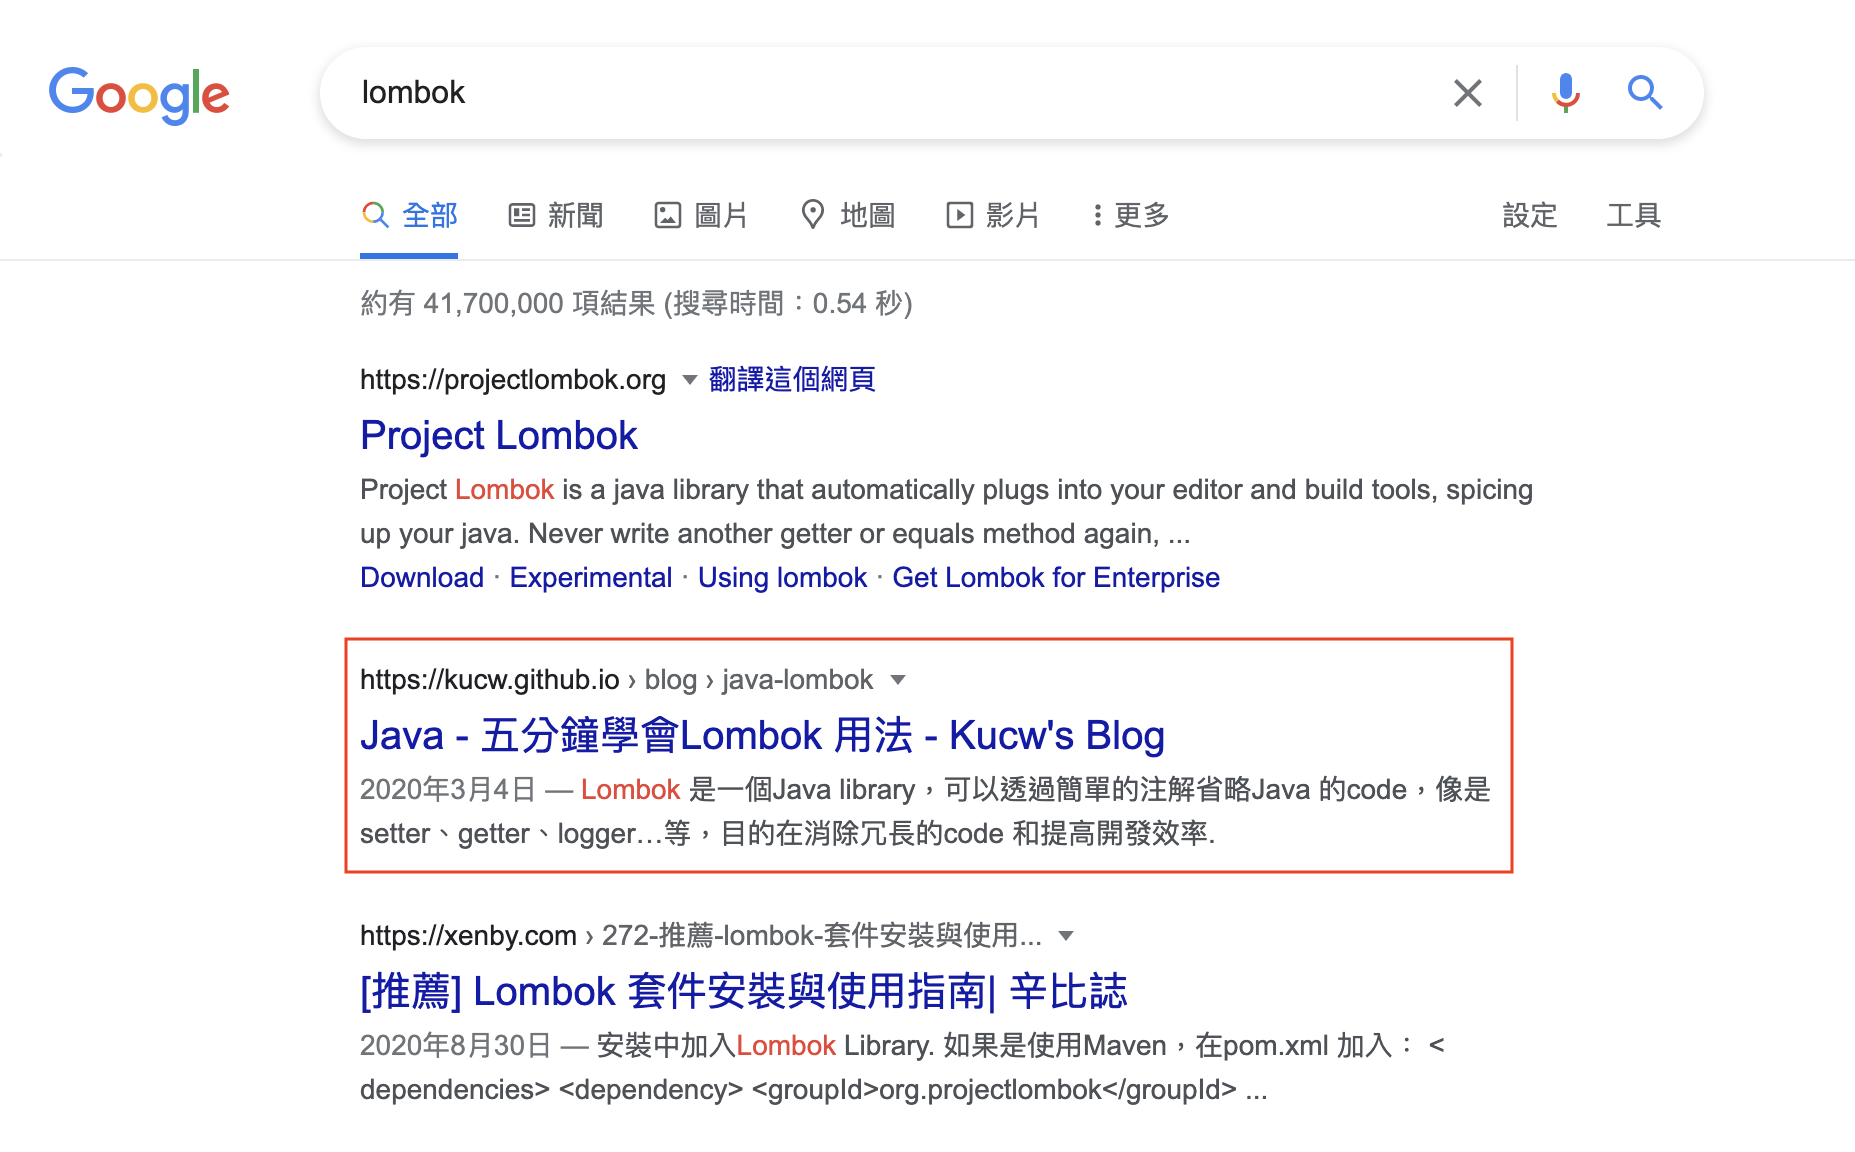 Google
lombok
全部 新聞 圖片 地圖 影片 更多 設定 工具
約有 41,700,000 項結果 (搜尋時間：0.54 秒)
https://projectlombok.org 翻譯這個網頁
Project Lombok
Project Lombok is a java library that automatically plugs into your editor and build tools, spicing
up your java. Never write another getter or equals method again, ...
Download · Experimental · Using lombok · Get Lombok for Enterprise
https://kucw.github.io › blog › java-lombok
Java - 五分鐘學會Lombok 用法 - Kucw's Blog
2020年3月4日 — Lombok 是一個Java library，可以透過簡單的注解省略Java 的code，像是
setter、getter、logger…等，目的在消除冗長的code 和提高開發效率.
https://xenby.com › 272-推薦-lombok-套件安裝與使用...
[推薦] Lombok 套件安裝與使用指南| 辛比誌
2020年8月30日 — 安裝中加入Lombok Library. 如果是使用Maven，在pom.xml 加入： <
dependencies> <dependency> <groupId>org.projectlombok</groupId> ...